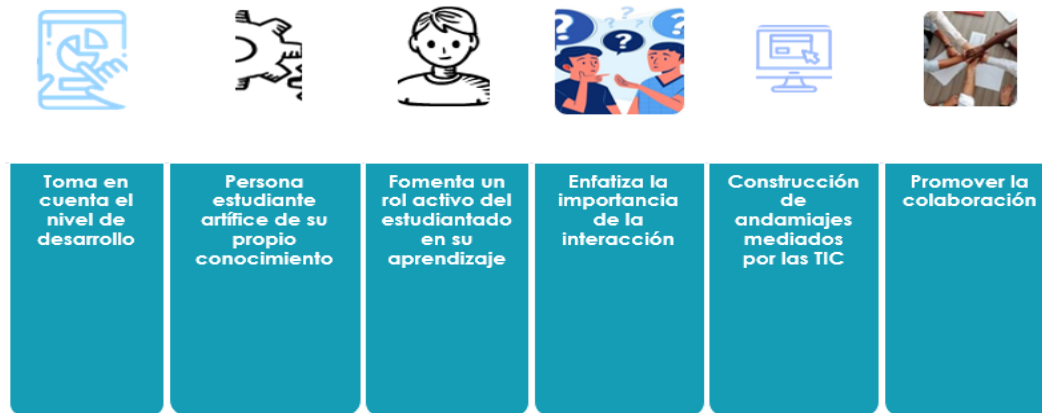 Toma en
cuenta el
nivel de
desarrollo
Persona
estudiante
artífice de su
propio
conocimiento
Fomenta un
rol activo del
estudiantado
en su
aprendizaje
Enfatiza la
importancia
de la
interacción
Construcción
de
andamiajes
mediados
por las TIC
Promover la
colaboración